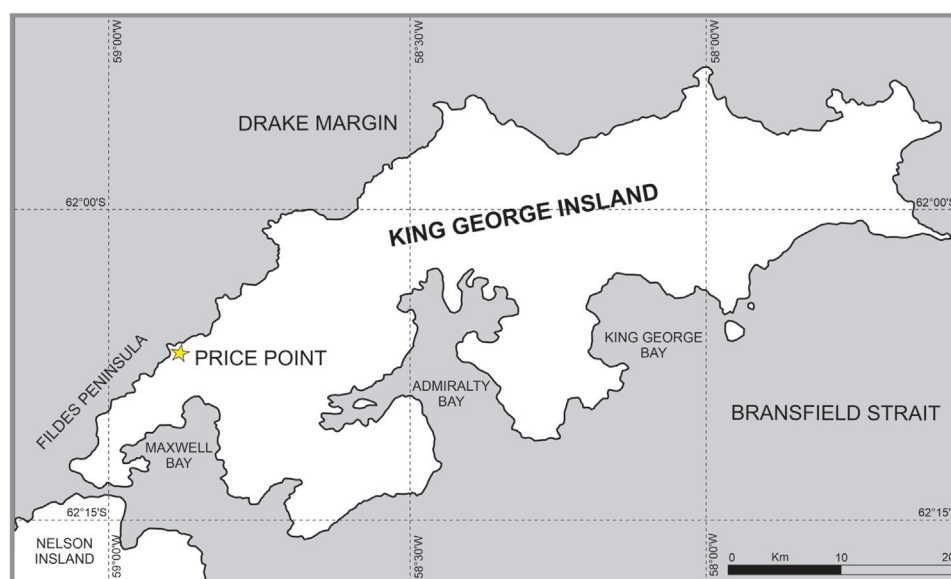 59°00'W
58°30'W
58°00'W
DRAKE MARGIN
62°00'S
62°00'S
KING GEORGE INSLAND
FILDES PENINSULA
PRICE POINT
KING GEORGE
BAY
ADMIRALTY
BAY
BRANSFIELD STRAIT
MAXWELL
BAY
62°15'S
62°15'S
NELSON
INSLAND
59°00'W
58°30'W
58°00'W
0 Km 10 20